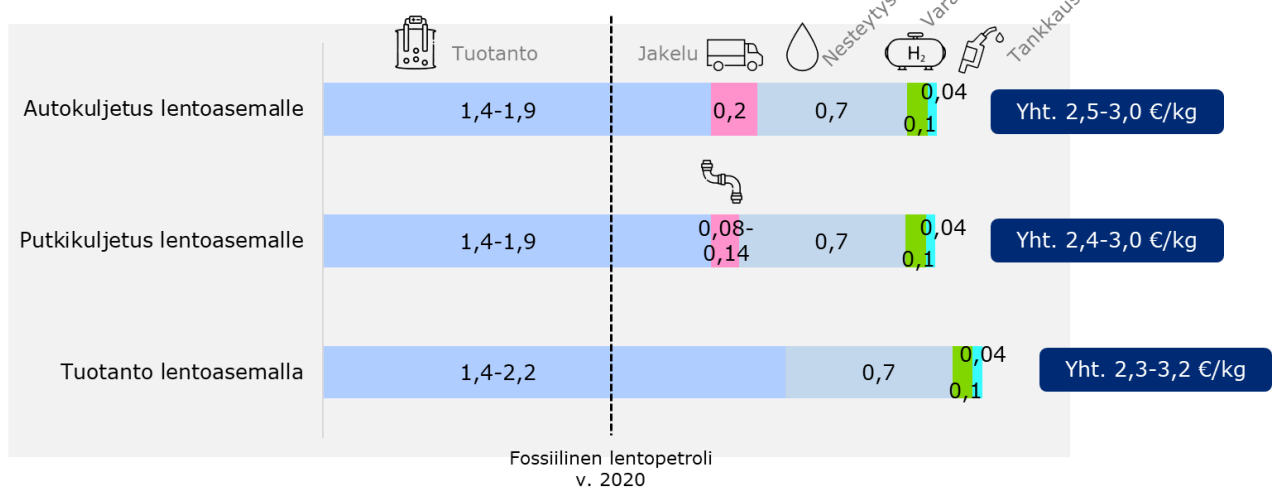 Tuotanto
Jakelu
Nesteytys
Tankkaus
H₂
Autokuljetus lentoasemalle
1,4-1,9
0,2
0,7
0,1
0,04
Yht. 2,5-3,0 €/kg
Putkikuljetus lentoasemalle
1,4-1,9
0,08-
0,14
0,7
0,1
0,04
Yht. 2,4-3,0 €/kg
Tuotanto lentoasemalla
1,4-2,2
0,7
0,1
0,04
Yht. 2,3-3,2 €/kg
Fossiilinen lentopetroli
v. 2020